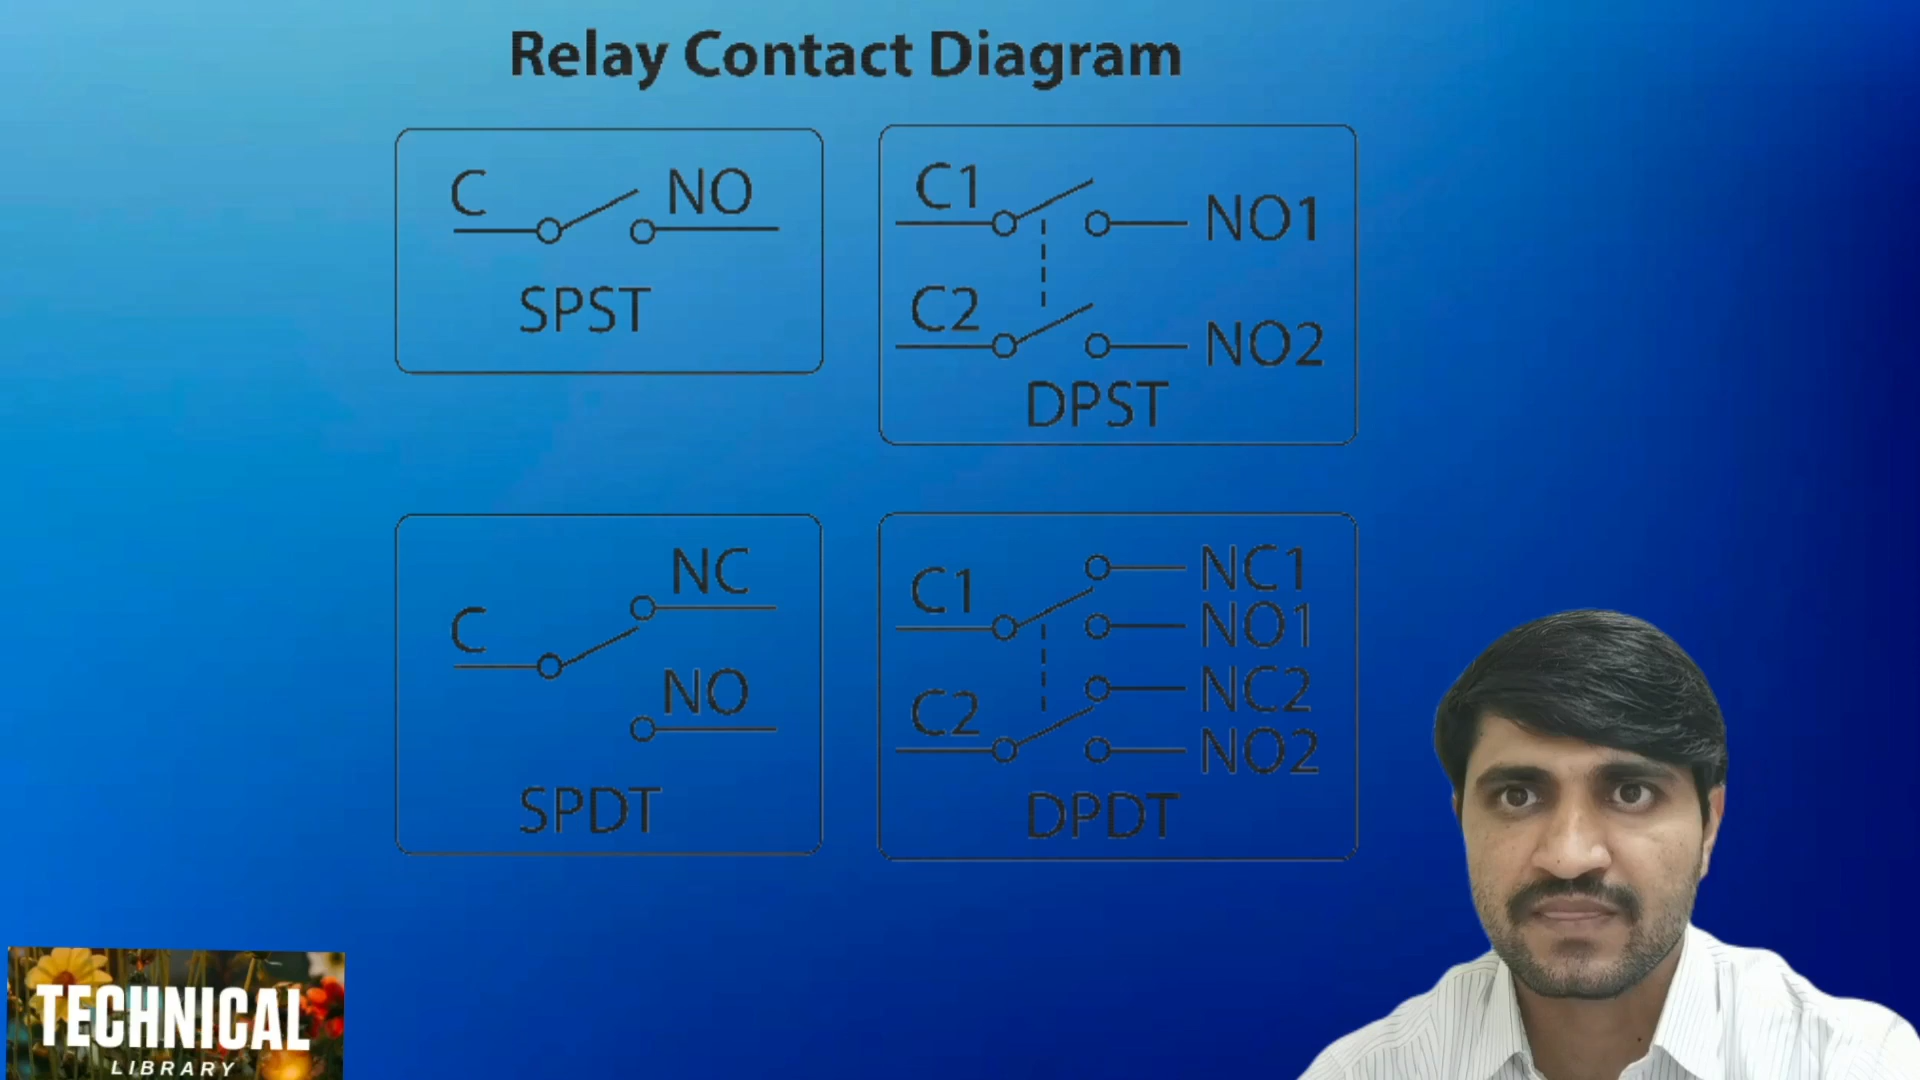 Relay Contact Diagram
C NO
SPST
C1 NO1
C2 NO2
DPST
NC
C
NO
SPDT
NC1
C1
NO1
NC2
C2
NO2
DPDT
TECHNICAL
LIBRARY